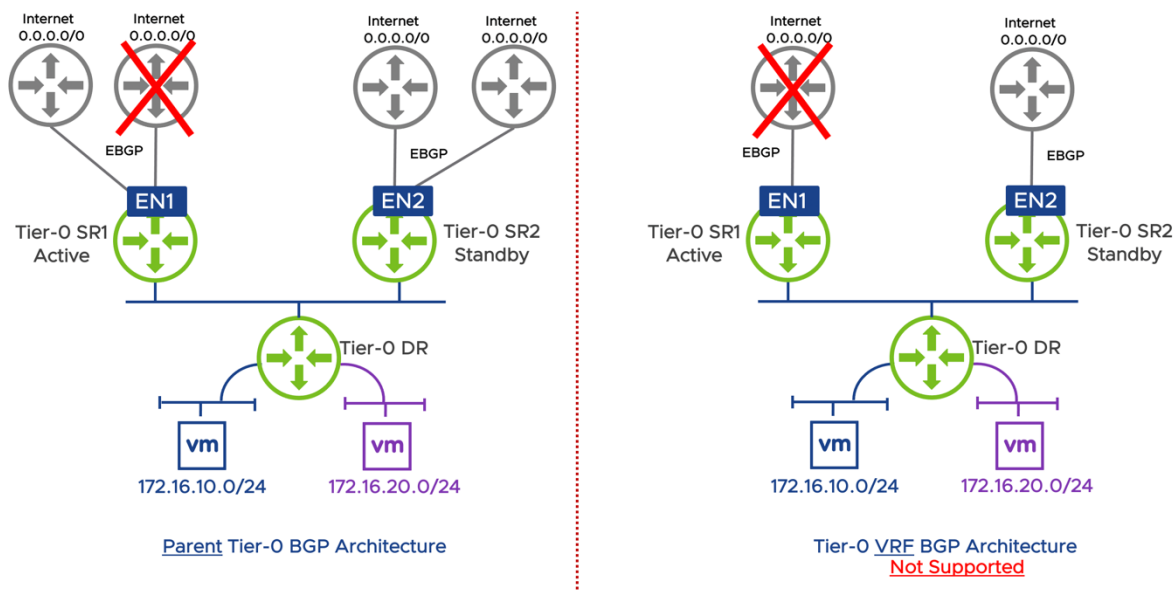 Internet
0.0.0.0/0
Internet
0.0.0.0/0
Internet
0.0.0.0/0
Internet
0.0.0.0/0
EBGP
EBGP
EN1
EN2
Tier-0 SR1
Active
Tier-0 SR2
Standby
Tier-0 DR
vm
vm
172.16.10.0/24
172.16.20.0/24
Parent Tier-0 BGP Architecture
Internet
0.0.0.0/0
Internet
0.0.0.0/0
EBGP
EBGP
EN1
EN2
Tier-0 SR1
Active
Tier-0 SR2
Standby
Tier-0 DR
vm
vm
172.16.10.0/24
172.16.20.0/24
Tier-0 VRF BGP Architecture
Not Supported